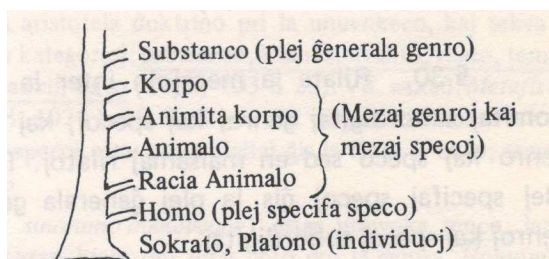 Substanco (plej ĝenerala genro)
Korpo
Animita korpo (Mezaj genroj kaj
Animalo mezaj specoj)
Racia Animalo
Homo (plej specifa speco)
Sokrato, Platono (individuoj)